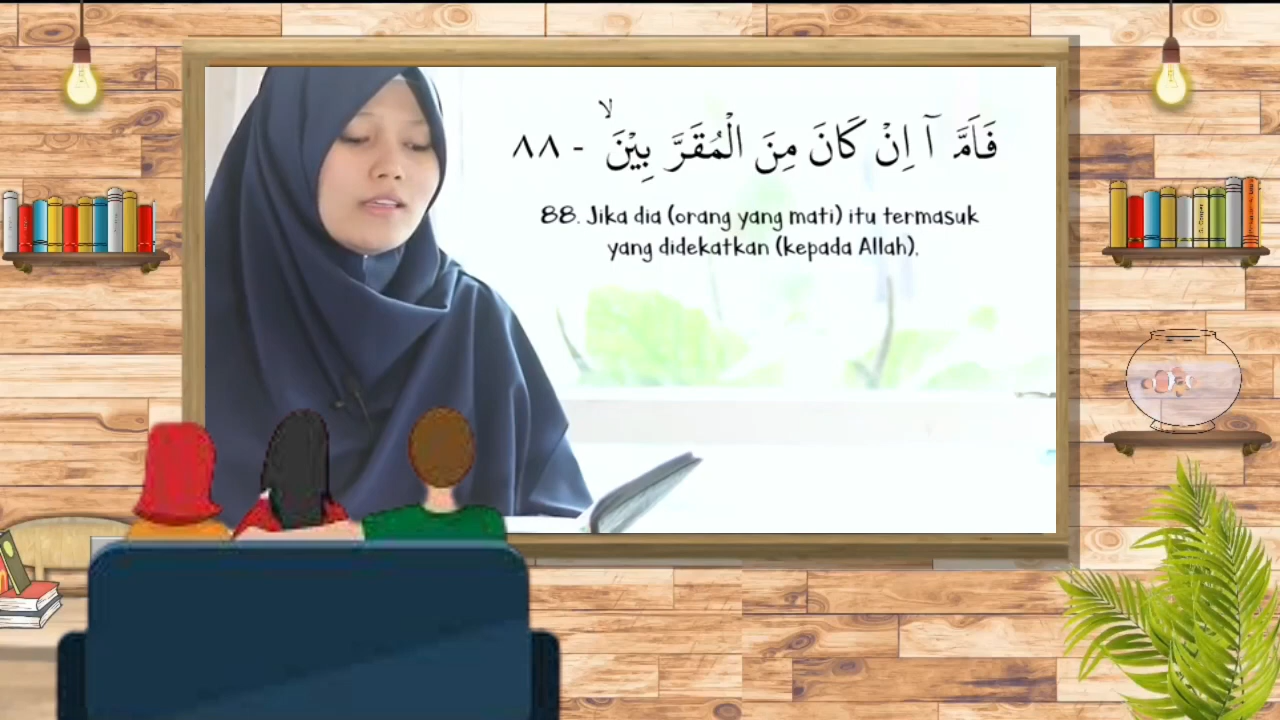 فَاَمَّ آ اِنْ كَانَ مِنَ الْمُقَرَّ بِيْنَ ۙ - ٨٨
88. Jika dia (orang yang mati) itu termasuk
yang didekatkan (kepada Allah).